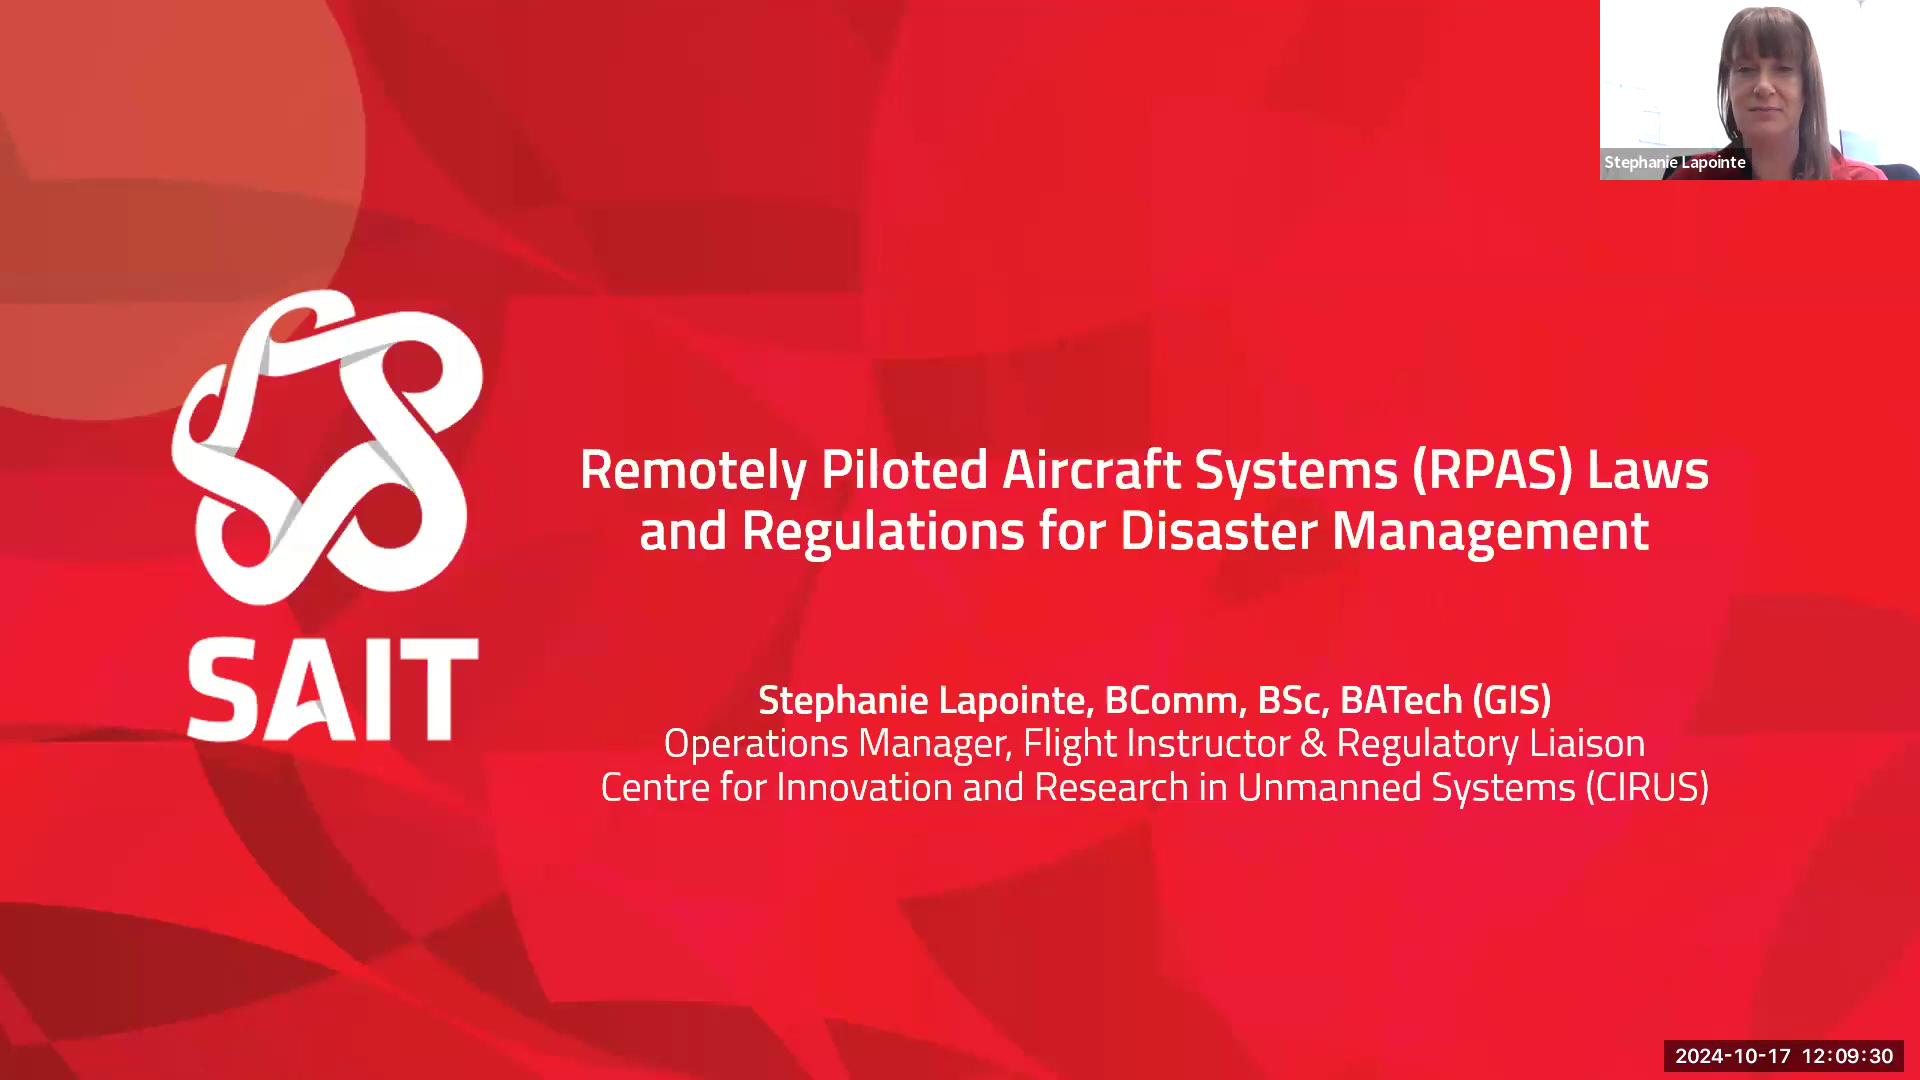 Stephanie Lapointe
Remotely Piloted Aircraft Systems (RPAS) Laws
and Regulations for Disaster Management
SAIT
Stephanie Lapointe, BComm, BSc, BATech (GIS)
Operations Manager, Flight Instructor & Regulatory Liaison
Centre for Innovation and Research in Unmanned Systems (CIRUS)
2024-10-17 12:09:30